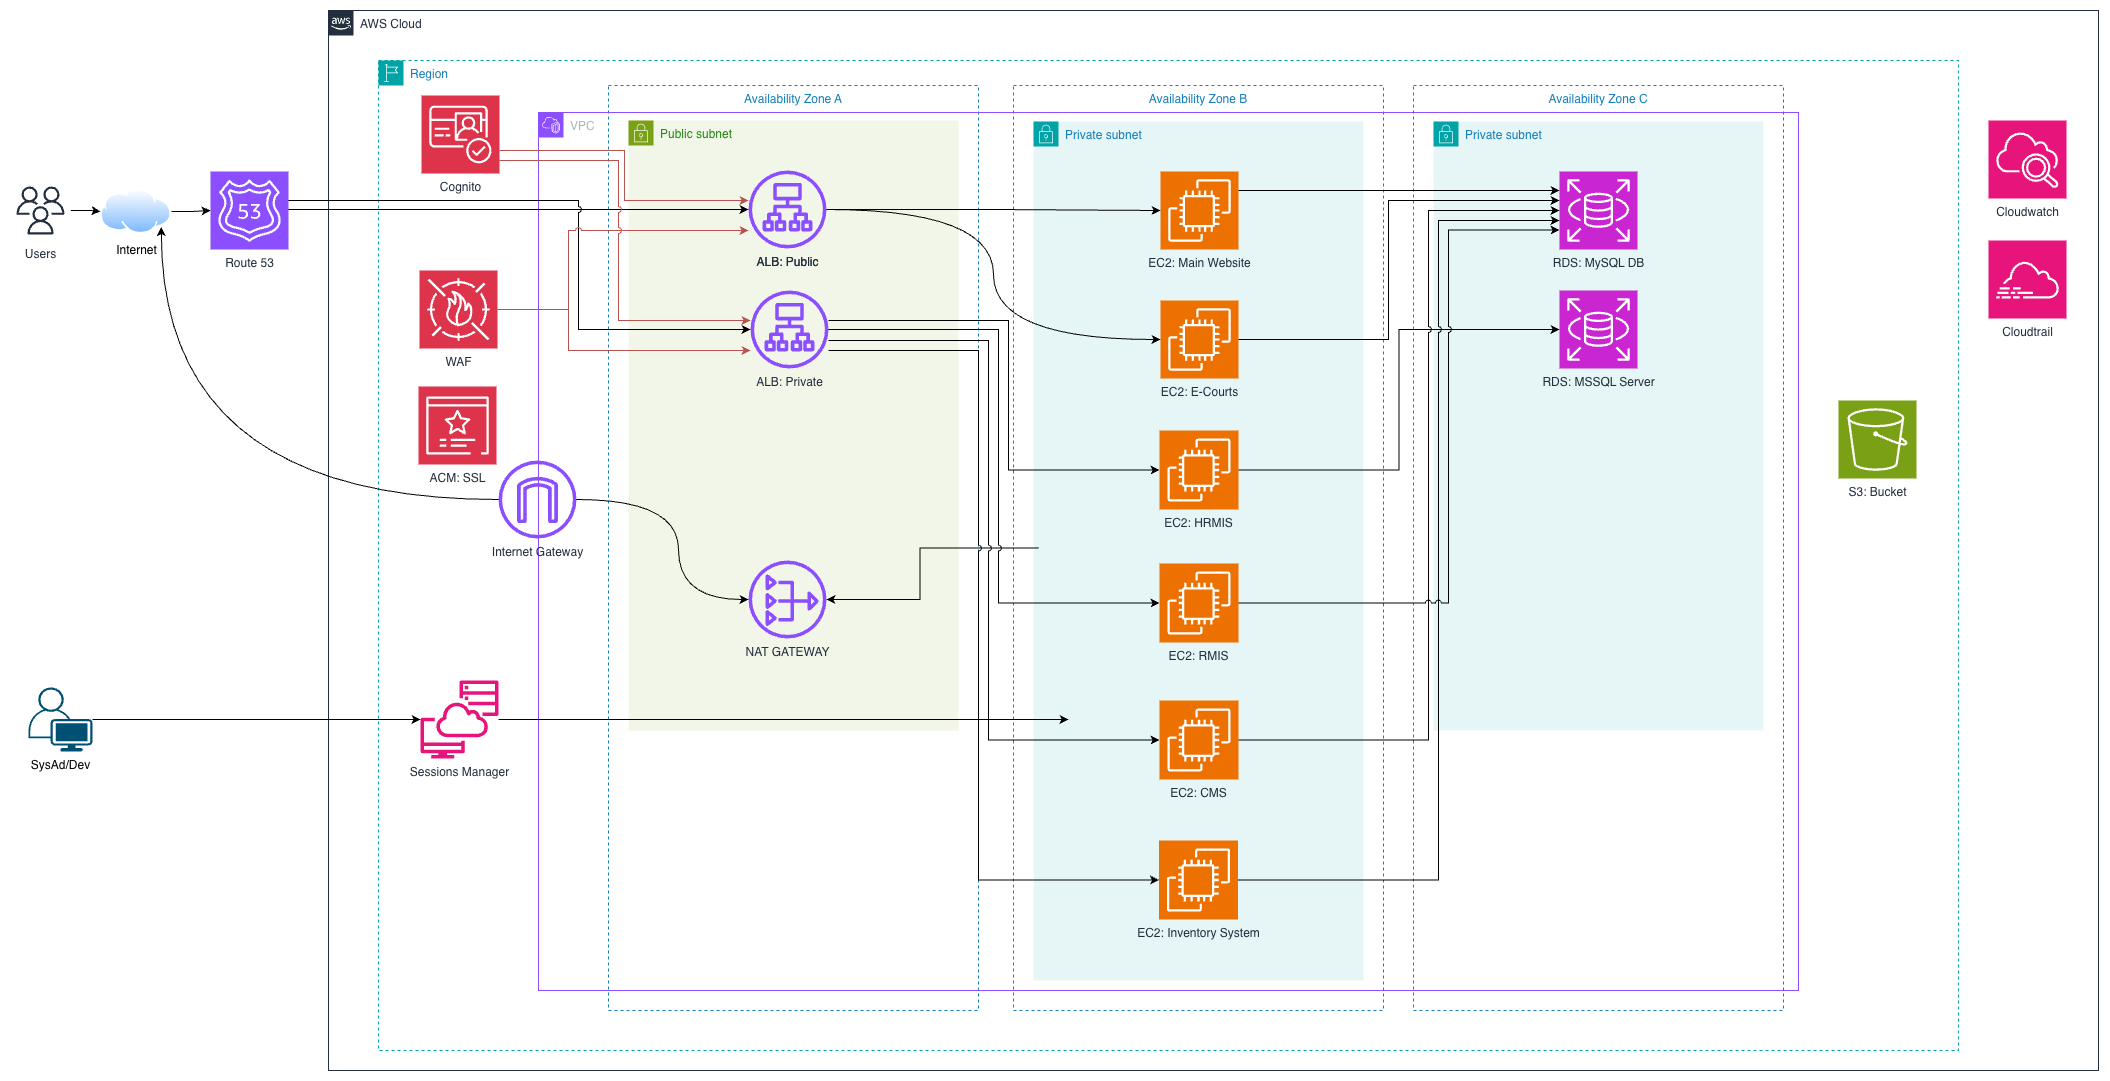 aws
AWS Cloud
Region
Availability Zone A
Availability Zone B
Availability Zone C
VPC
Public subnet
Private subnet
Private subnet
Cognito
Users
Internet
53
Route 53
WAF
ACM: SSL
Internet Gateway
ALB: Public
ALB: Private
NAT GATEWAY
SysAd/Dev
Sessions Manager
EC2: Main Website
EC2: E-Courts
EC2: HRMIS
EC2: RMIS
EC2: CMS
EC2: Inventory System
RDS: MySQL DB
RDS: MSSQL Server
S3: Bucket
Cloudwatch
Cloudtrail